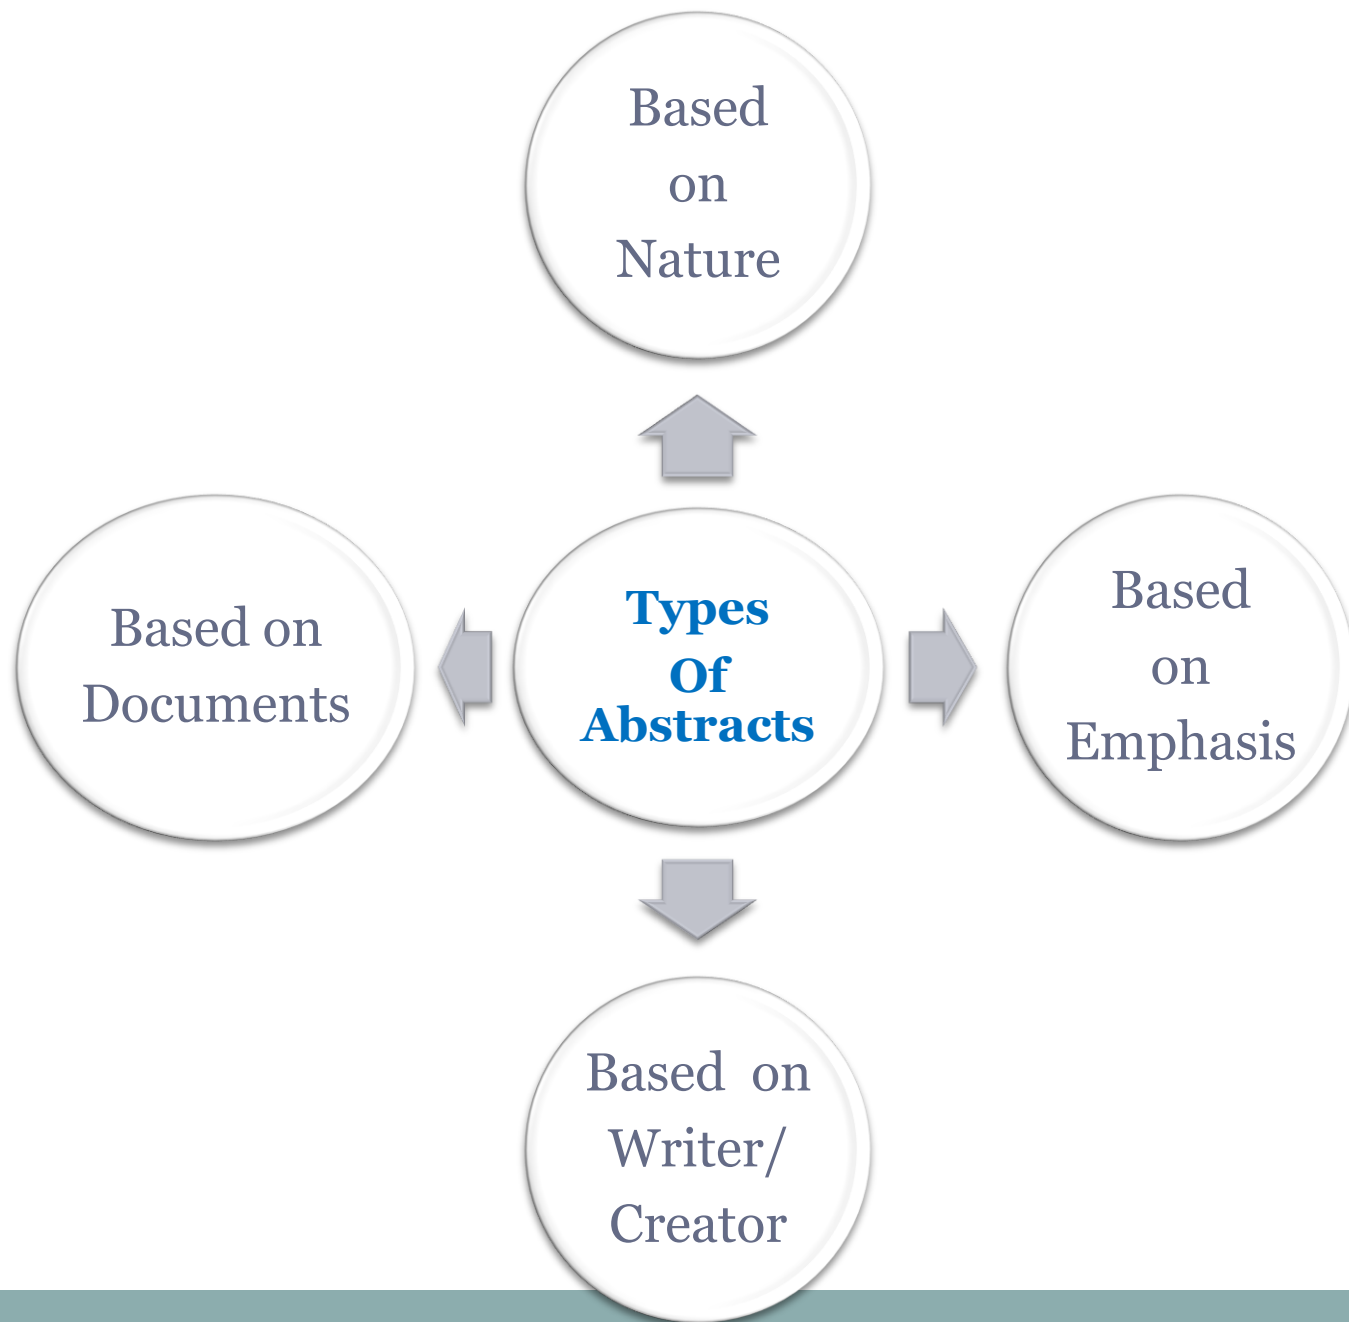 Based
on
Nature
Based on
Documents
Types
Of
Abstracts
Based
on
Emphasis
Based on
Writer/
Creator